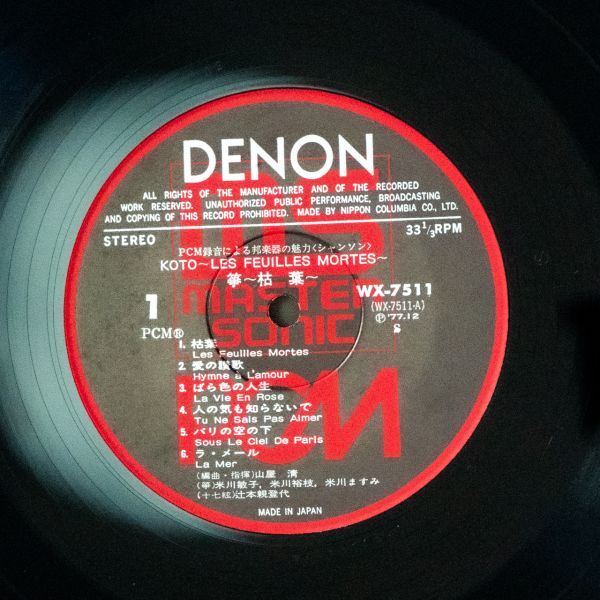 DENON
ALL RIGHTS OF THE MANUFACTURER AND OF THE RECORDED
WORK RESERVED. UNAUTHORIZED PUBLIC PERFORMANCE, BROADCASTING
AND COPYING OF THIS RECORD PROHIBITED. MADE BY NIPPON COLUMBIA CO., LTD.
STEREO 33 1/3 RPM
PCM録音による邦楽器の魅力〈シャンソン〉
KOTO〜LES FEUILLES MORTES〜
箏〜枯葉〜
WX-7511
(WX-7511-A)
Ⓟ'77.12
S
1
PCM®
MASTER
SONIC
PCM
1. 枯葉
Les Feuilles Mortes
2. 愛の讃歌
Hymne à L'amour
3. ばら色の人生
La Vie En Rose
4. 人の気も知らないで
Tu Ne Sais Pas Aimer
5. パリの空の下
Sous Le Ciel De Paris
6. ラ・メール
La Mer
(編曲・指揮)山屋 清
(箏)米川敏子, 米川裕枝, 米川ますみ
(十七絃)辻本親登代
MADE IN JAPAN